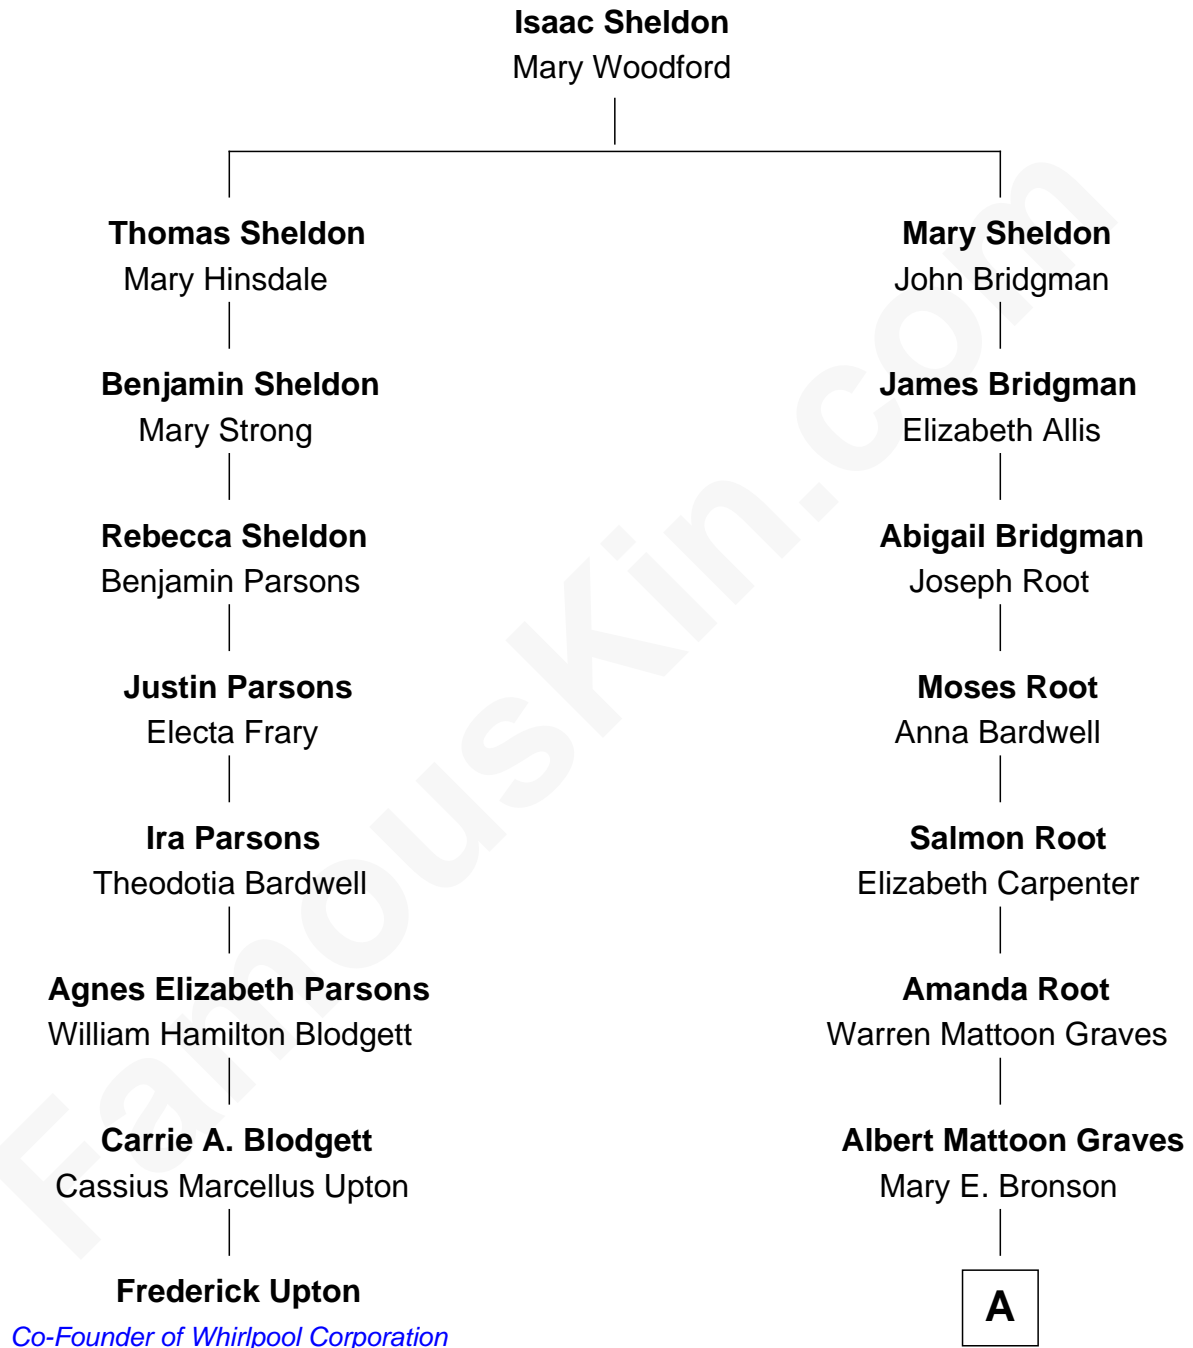 Isaac Sheldon
Mary Woodford
Thomas Sheldon
Mary Hinsdale
Mary Sheldon
John Bridgman
Benjamin Sheldon
Mary Strong
James Bridgman
Elizabeth Allis
Rebecca Sheldon
Benjamin Parsons
Abigail Bridgman
Joseph Root
Justin Parsons
Electa Frary
Moses Root
Anna Bardwell
Ira Parsons
Theodotia Bardwell
Salmon Root
Elizabeth Carpenter
Agnes Elizabeth Parsons
William Hamilton Blodgett
Amanda Root
Warren Mattoon Graves
Carrie A. Blodgett
Cassius Marcellus Upton
Albert Mattoon Graves
Mary E. Bronson
Frederick Upton
Co-Founder of Whirlpool Corporation
A
FamousKin.com